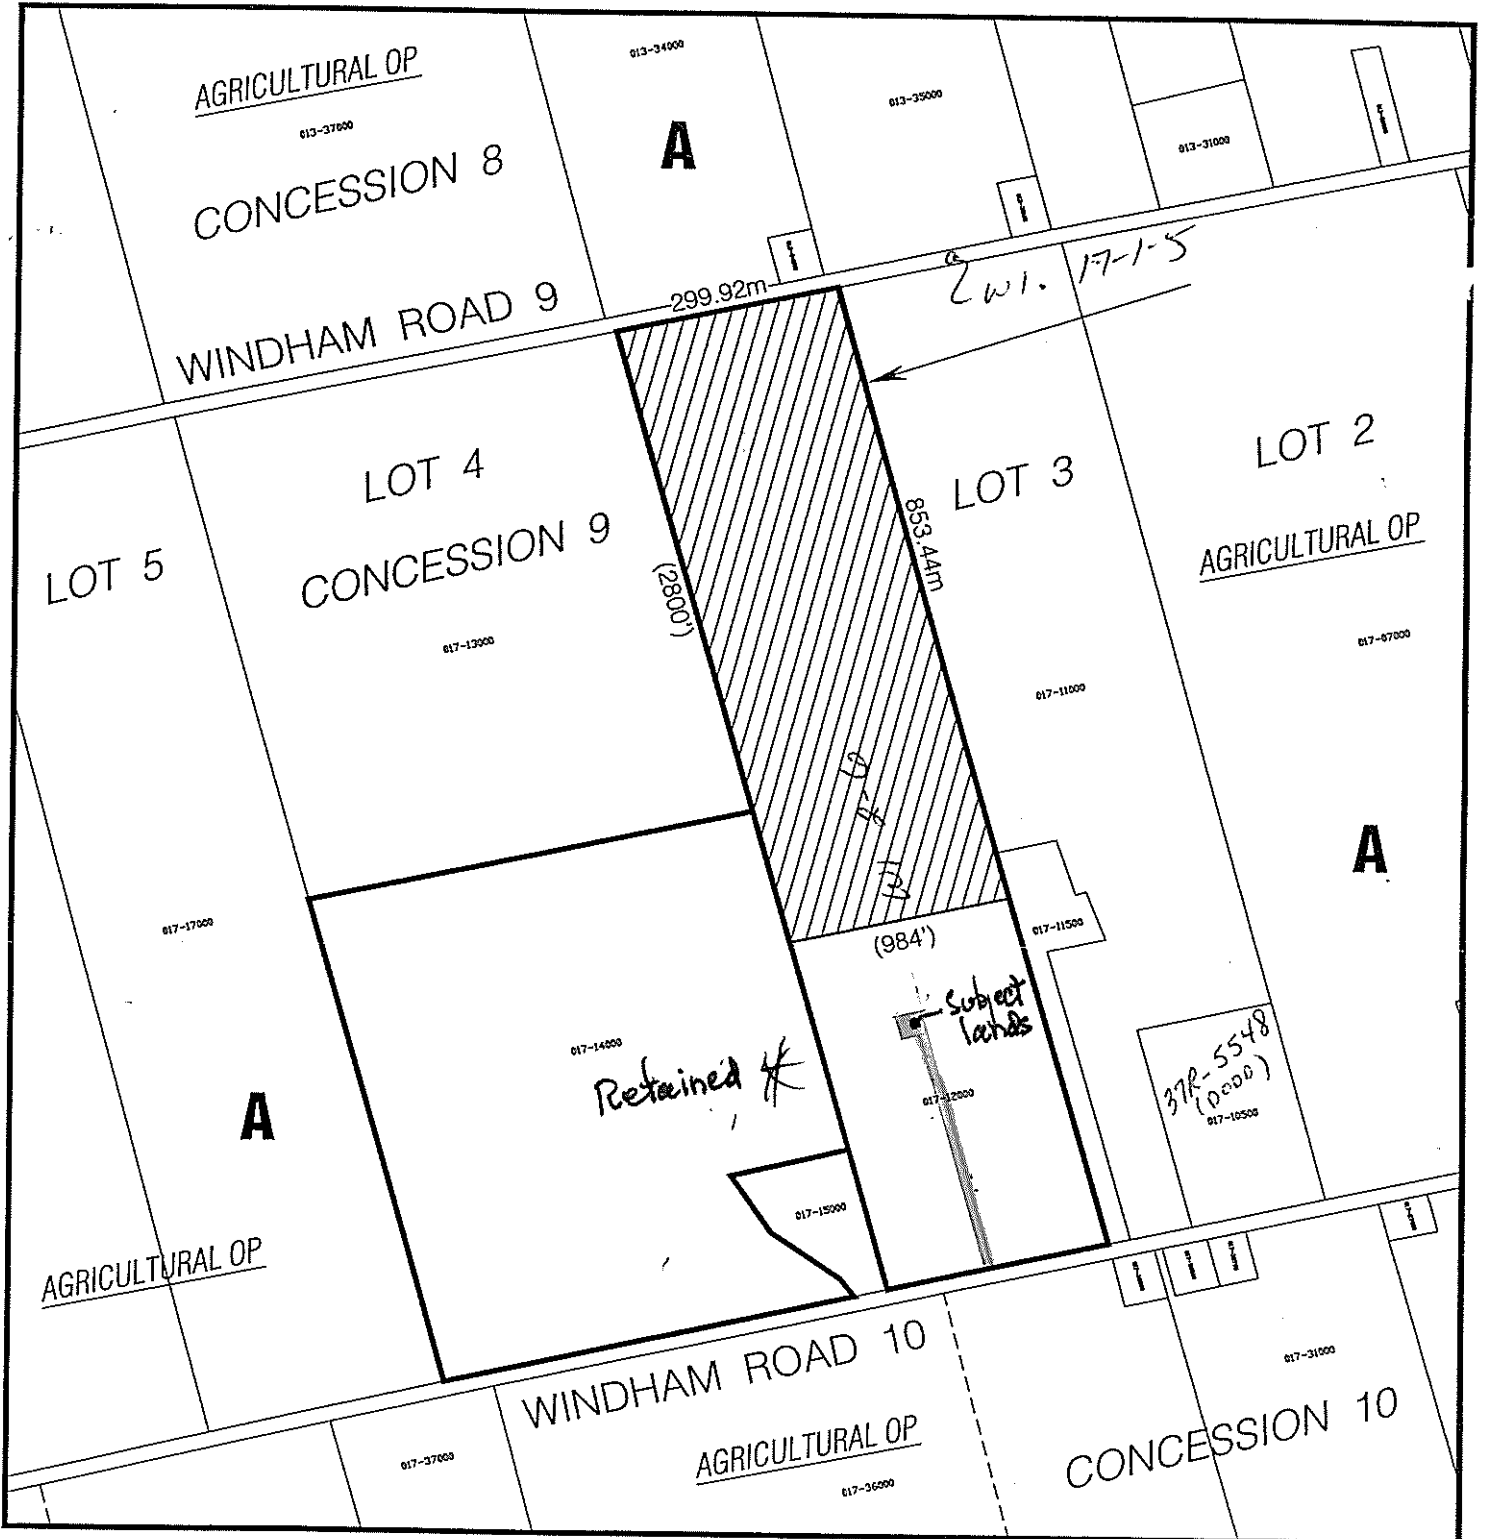 AGRICULTURAL OP
013-37000
CONCESSION 8
013-34000
A
013-35000
013-31000
WINDHAM ROAD 9
299.92m
17-1-5
LOT 4
CONCESSION 9
017-13000
LOT 5
(2800')
853.44m
LOT 3
LOT 2
AGRICULTURAL OP
017-07000
017-11000
A
017-17000
(984')
017-11500
Subject
lands
017-14000
Retained
017-12000
37R-5548
017-10500
A
017-15000
AGRICULTURAL OP
WINDHAM ROAD 10
017-31000
017-37000
AGRICULTURAL OP
017-36000
CONCESSION 10